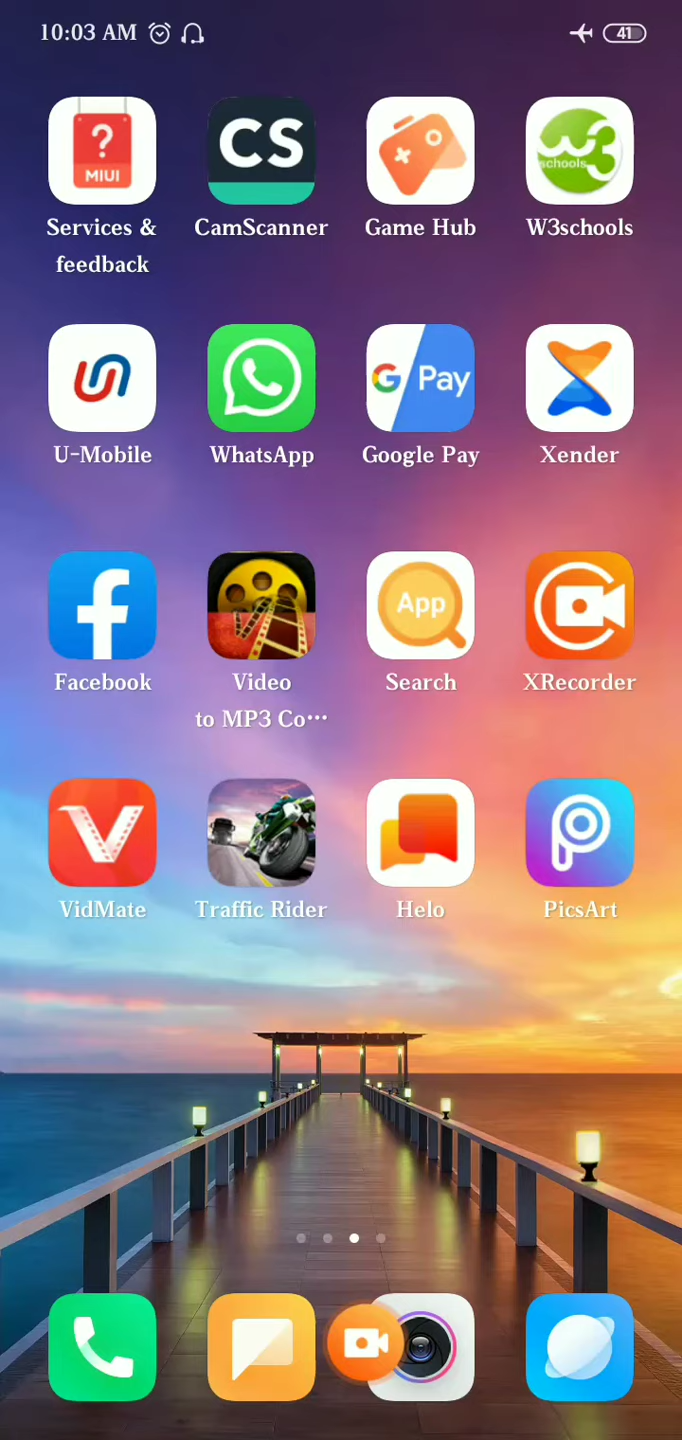 10:03 AM 41
?
MIUI
CS
w3
schools
Services & CamScanner Game Hub W3schools
feedback
G Pay
U-Mobile WhatsApp Google Pay Xender
App
Facebook Video Search XRecorder
to MP3 Co···
VidMate Traffic Rider Helo PicsArt